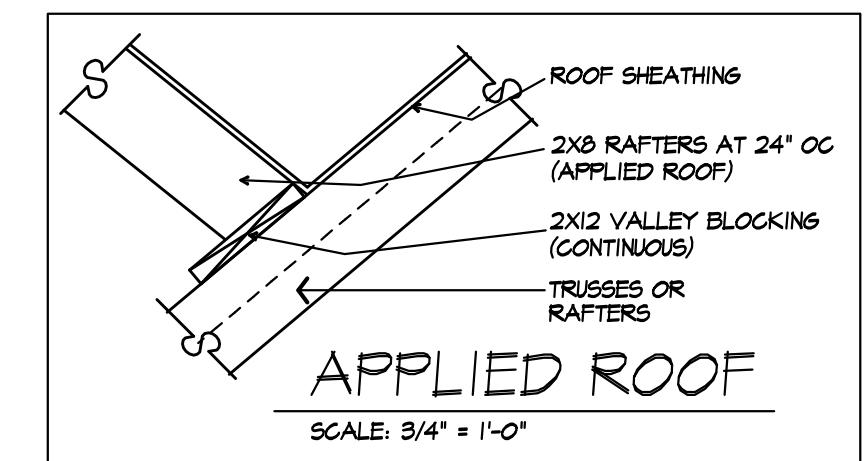 ROOF SHEATHING
2X8 RAFTERS AT 24" OC
(APPLIED ROOF)
2X12 VALLEY BLOCKING
(CONTINUOUS)
TRUSSES OR
RAFTERS
APPLIED ROOF
SCALE: 3/4" = 1'-0"